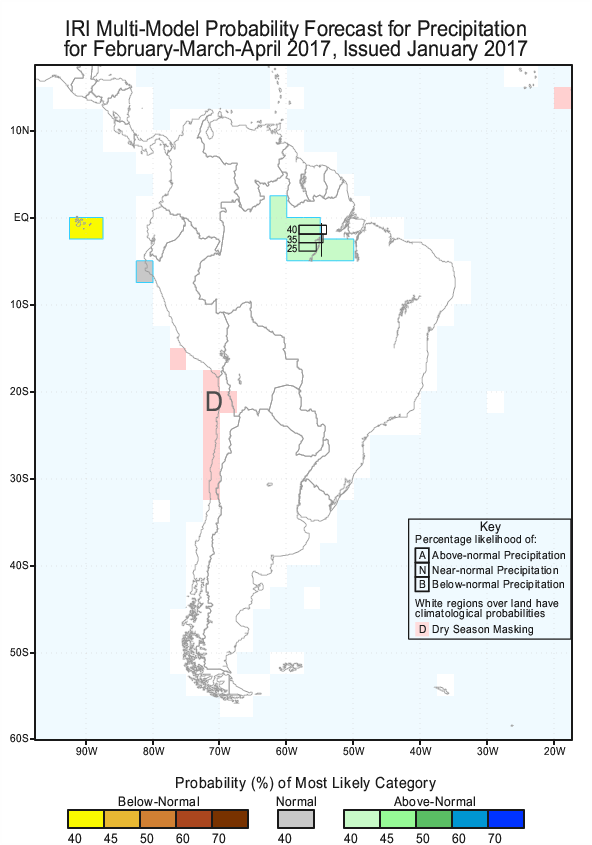 IRI Multi-Model Probability Forecast for Precipitation
for February-March-April 2017, Issued January 2017
10N
EQ
10S
20S
30S
40S
50S
60S
40
35
25
D
Key
Percentage likelihood of:
A Above-normal Precipitation
N Near-normal Precipitation
B Below-normal Precipitation
White regions over land have
climatological probabilities
D Dry Season Masking
90W 80W 70W 60W 50W 40W 30W 20W
Probability (%) of Most Likely Category
Below-Normal Normal Above-Normal
40 45 50 60 70 40 40 45 50 60 70